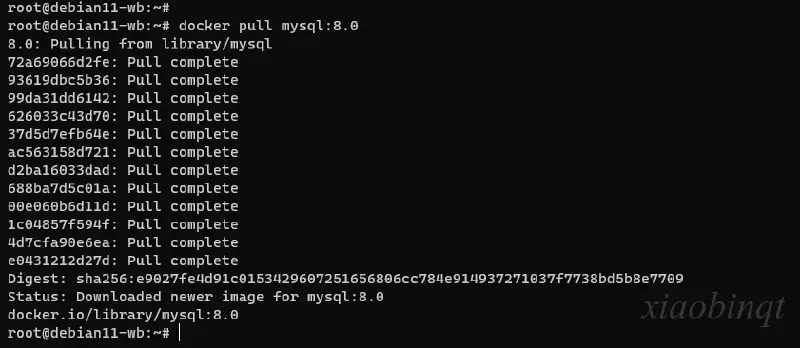 root@debian11-wb:~#
root@debian11-wb:~# docker pull mysql:8.0
8.0: Pulling from library/mysql
72a69066d2fe: Pull complete
93619dbc5b36: Pull complete
99da31dd6142: Pull complete
626033c43d70: Pull complete
37d5d7efb64e: Pull complete
ac563158d721: Pull complete
d2ba16033dad: Pull complete
688ba7d5c01a: Pull complete
00e060b6d11d: Pull complete
1c04857f594f: Pull complete
4d7cfa90e6ea: Pull complete
e0431212d27d: Pull complete
Digest: sha256:e9027fe4d91c0153429607251656806cc784e914937271037f7738bd5b8e7709
Status: Downloaded newer image for mysql:8.0
docker.io/library/mysql:8.0
root@debian11-wb:~#
xiaobinqt